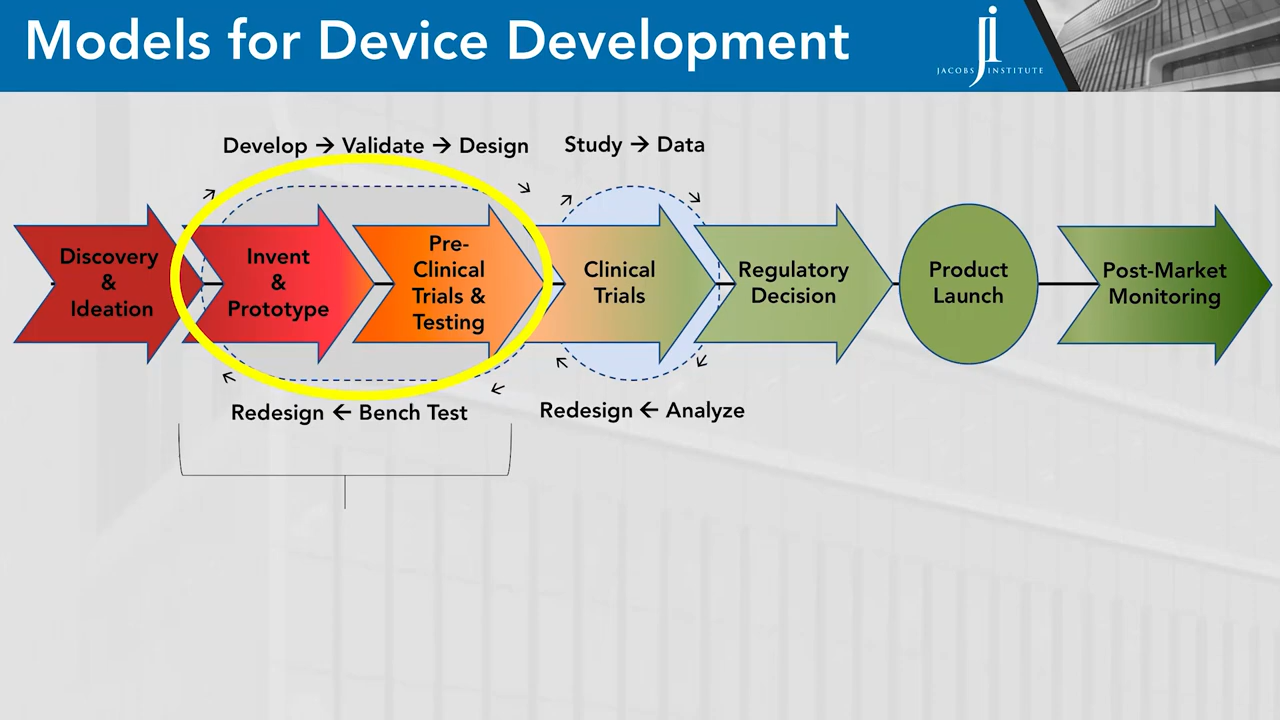 Models for Device Development
JACOBS INSTITUTE
Develop → Validate → Design
Study → Data
Discovery
&
Ideation
Invent
&
Prototype
Pre-
Clinical
Trials &
Testing
Clinical
Trials
Regulatory
Decision
Product
Launch
Post-Market
Monitoring
Redesign ← Bench Test
Redesign ← Analyze